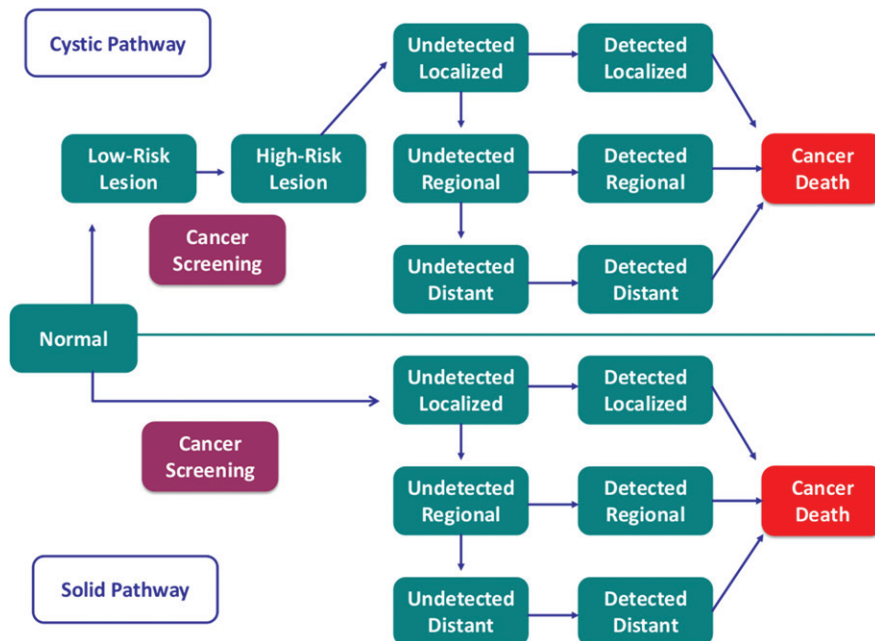 Cystic Pathway
Undetected
Localized
Detected
Localized
Low-Risk
Lesion
High-Risk
Lesion
Undetected
Regional
Detected
Regional
Cancer
Death
Cancer
Screening
Undetected
Distant
Detected
Distant
Normal
Undetected
Localized
Detected
Localized
Cancer
Screening
Undetected
Regional
Detected
Regional
Cancer
Death
Solid Pathway
Undetected
Distant
Detected
Distant